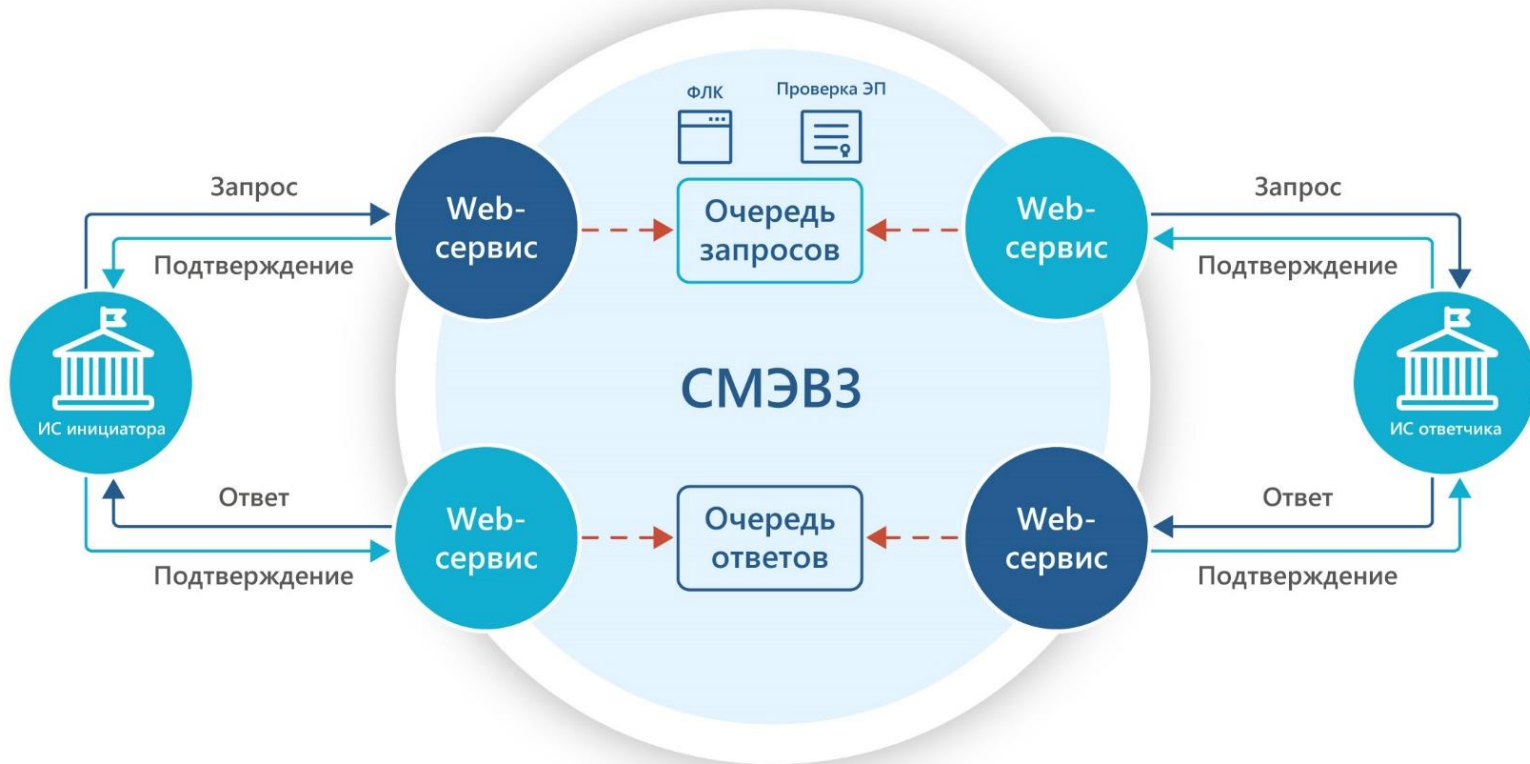 ФЛК
Проверка ЭП
Запрос
Подтверждение
Web-
сервис
Очередь
запросов
Web-
сервис
Запрос
Подтверждение
ИС инициатора
СМЭВ3
ИС ответчика
Ответ
Подтверждение
Web-
сервис
Очередь
ответов
Web-
сервис
Ответ
Подтверждение